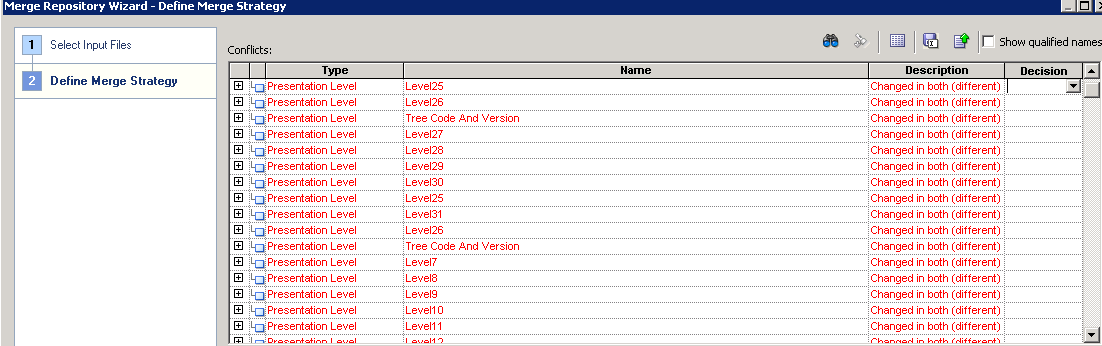 Merge Repository Wizard - Define Merge Strategy
1 Select Input Files
2 Define Merge Strategy
Conflicts:
Show qualified names
Type Name Description Decision
Presentation Level Level25 Changed in both (different)
Presentation Level Level26 Changed in both (different)
Presentation Level Tree Code And Version Changed in both (different)
Presentation Level Level27 Changed in both (different)
Presentation Level Level28 Changed in both (different)
Presentation Level Level29 Changed in both (different)
Presentation Level Level30 Changed in both (different)
Presentation Level Level25 Changed in both (different)
Presentation Level Level31 Changed in both (different)
Presentation Level Level26 Changed in both (different)
Presentation Level Tree Code And Version Changed in both (different)
Presentation Level Level7 Changed in both (different)
Presentation Level Level8 Changed in both (different)
Presentation Level Level9 Changed in both (different)
Presentation Level Level10 Changed in both (different)
Presentation Level Level11 Changed in both (different)
Presentation Level Level12 Changed in both (different)